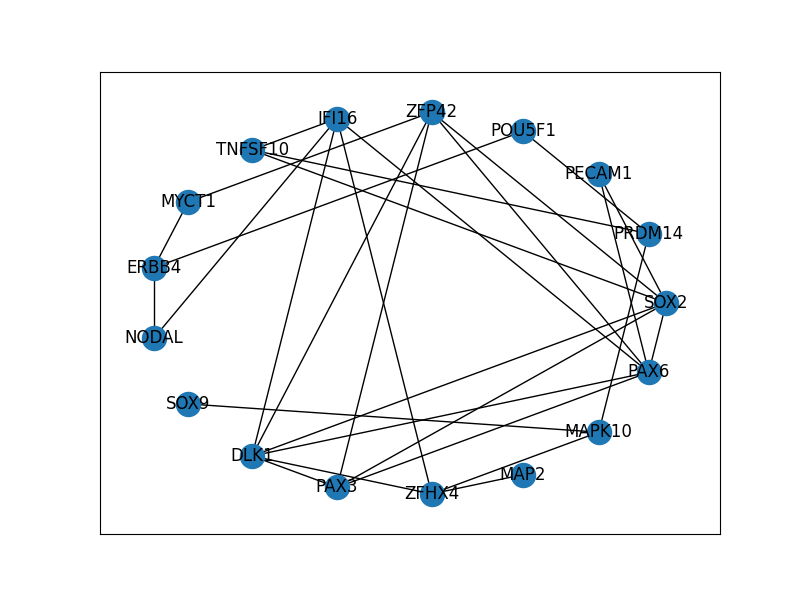 ZFP42
IFI16
POU5F1
TNFSF10
PECAM1
MYCT1
PRDM14
ERBB4
SOX2
NODAL
PAX6
SOX9
MAPK10
DLK1
MAP2
PAX3
ZFHX4